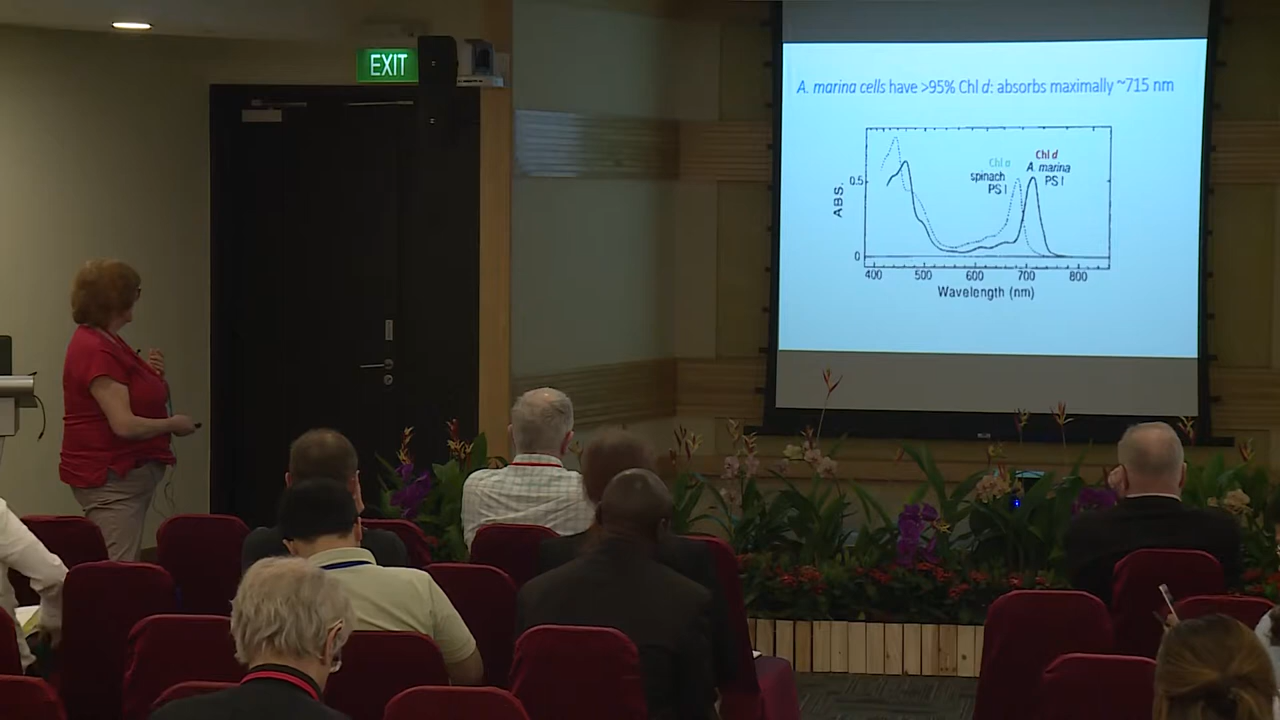 EXIT
A. marina cells have >95% Chl d: absorbs maximally ~715 nm
Chl a
spinach
PS I
Chl d
A. marina
PS I
ABS.
0.5
0
400 500 600 700 800
Wavelength (nm)